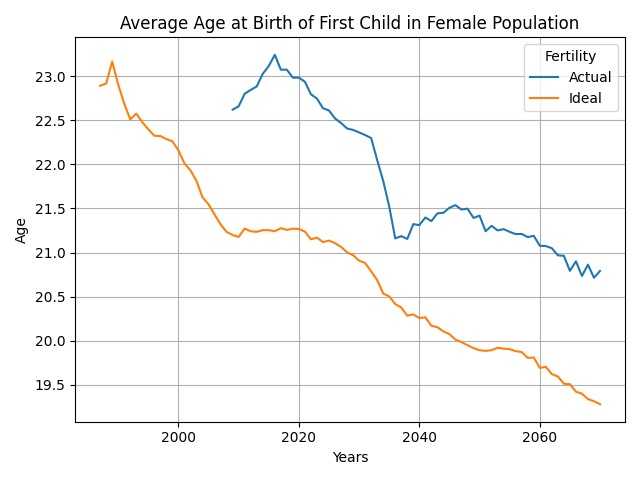 Average Age at Birth of First Child in Female Population
Fertility
Actual
Ideal
Age
23.0
22.5
22.0
21.5
21.0
20.5
20.0
19.5
2000
2020
2040
2060
Years